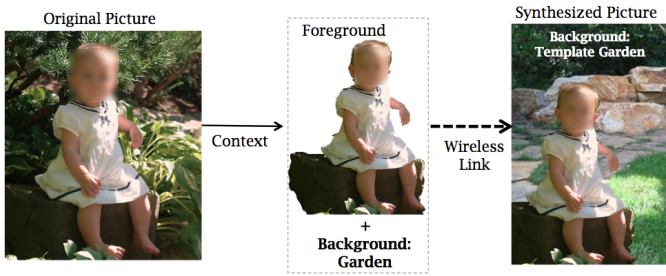 Original Picture
Context
Foreground
+
Background:
Garden
Wireless
Link
Synthesized Picture
Background:
Template Garden